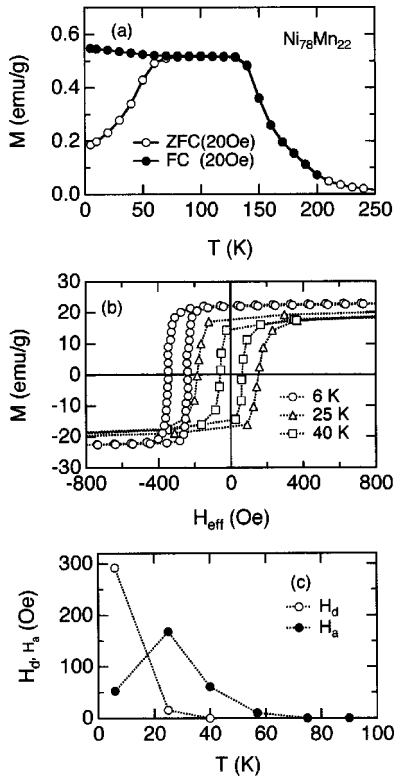 0.6
(a)
Ni78Mn22
0.4
M (emu/g)
0.2
ZFC(20Oe)
FC (20Oe)
0.0
0 50 100 150 200 250
T (K)
30
(b)
20
10
M (emu/g)
0
-10
6 K
25 K
-20
40 K
-30
-800 -400 0 400 800
Heff (Oe)
300
(c)
Hd
200
Ha
Hd, Ha (Oe)
100
0
0 20 40 60 80 100
T (K)